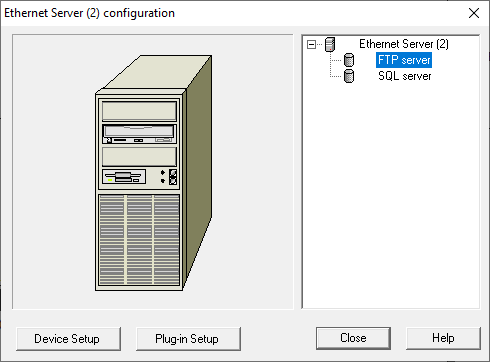 Ethernet Server (2) configuration
Ethernet Server (2)
FTP server
SQL server
Device Setup
Plug-in Setup
Close
Help